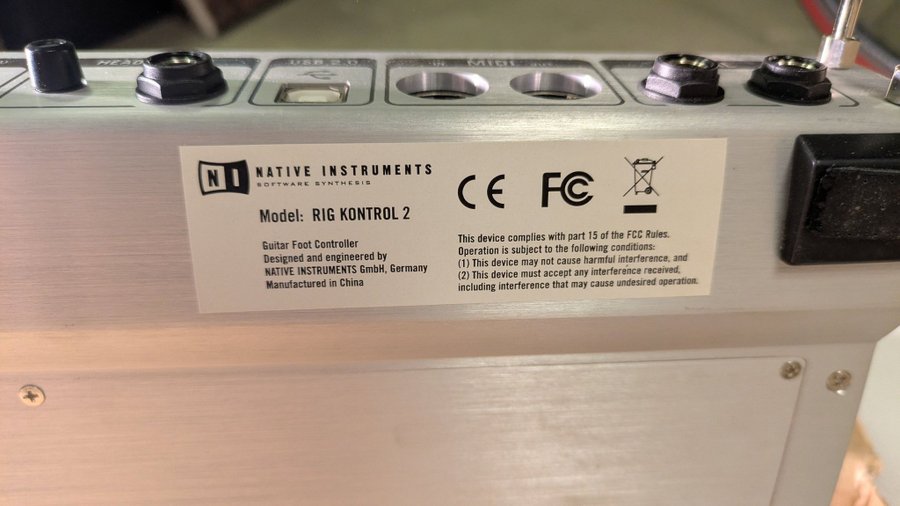 HEAD
USB 2.0
IN MIDI OUT
NI NATIVE INSTRUMENTS
SOFTWARE SYNTHESIS
Model: RIG KONTROL 2
Guitar Foot Controller
Designed and engineered by
NATIVE INSTRUMENTS GmbH, Germany
Manufactured in China
CE FC
This device complies with part 15 of the FCC Rules.
Operation is subject to the following conditions:
(1) This device may not cause harmful interference, and
(2) This device must accept any interference received,
including interference that may cause undesired operation.